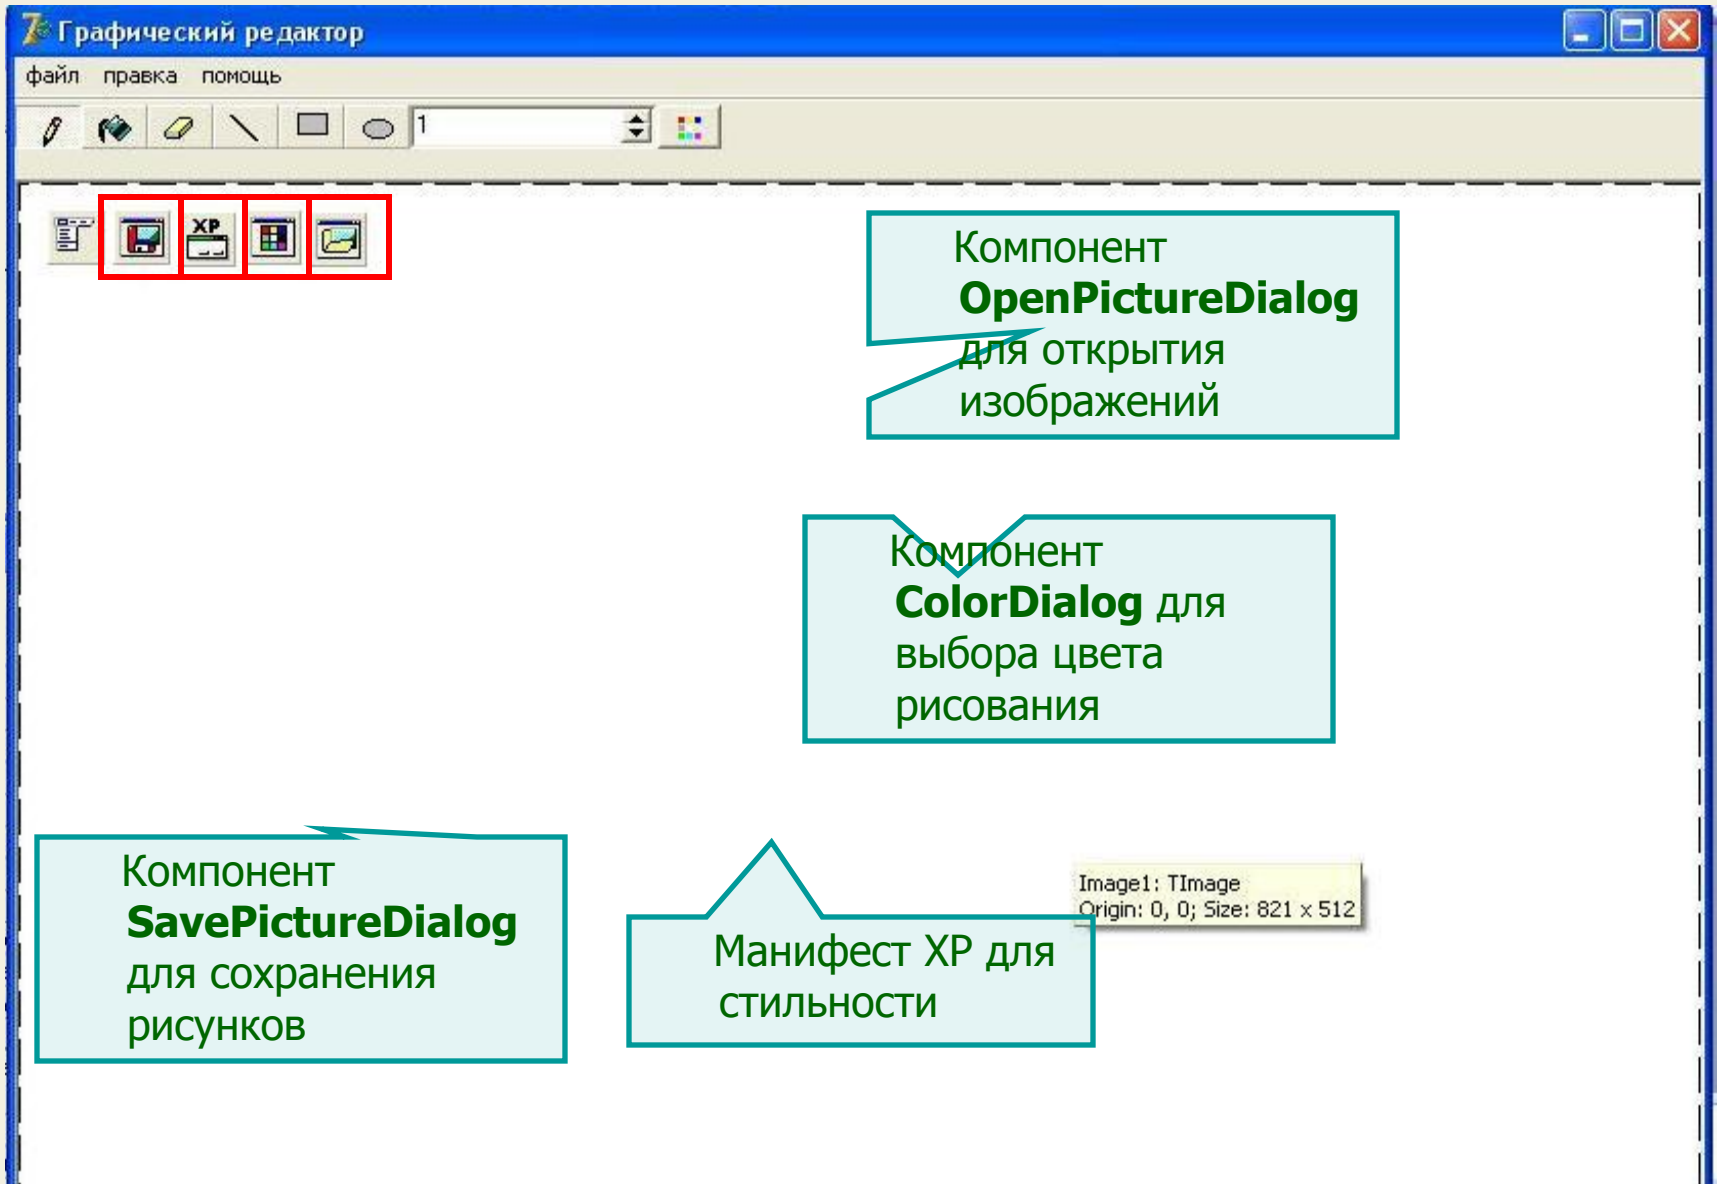 Графический редактор
файл правка помощь
1
XP
Компонент
OpenPictureDialog
для открытия
изображений
Компонент
ColorDialog для
выбора цвета
рисования
Компонент
SavePictureDialog
для сохранения
рисунков
Манифест XP для
стильности
Image1: TImage
Origin: 0, 0; Size: 821 x 512